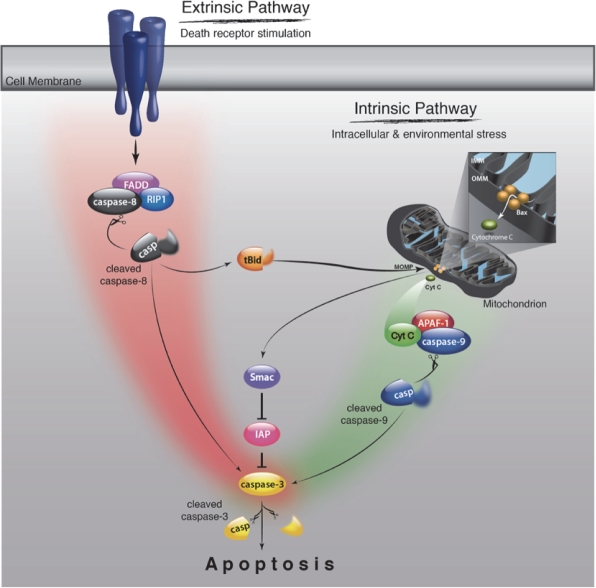 Extrinsic Pathway
Death receptor stimulation
Cell Membrane
Intrinsic Pathway
Intracellular & environmental stress
IMM
OMM
Bax
Cytochrome C
FADD
caspase-8
RIP1
casp
cleaved
caspase-8
tBid
MOMP
Cyt C
Mitochondrion
APAF-1
Cyt C
caspase-9
Smac
casp
cleaved
caspase-9
IAP
caspase-3
cleaved
caspase-3
casp
Apoptosis